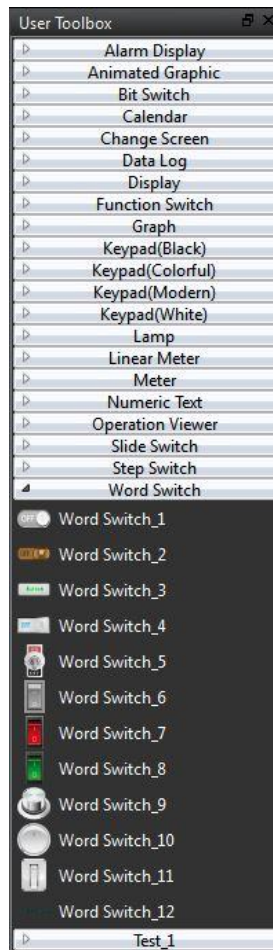 User Toolbox
Alarm Display
Animated Graphic
Bit Switch
Calendar
Change Screen
Data Log
Display
Function Switch
Graph
Keypad(Black)
Keypad(Colorful)
Keypad(Modern)
Keypad(White)
Lamp
Linear Meter
Meter
Numeric Text
Operation Viewer
Slide Switch
Step Switch
Word Switch
OFF Word Switch_1
Word Switch_2
Word Switch_3
Word Switch_4
Word Switch_5
Word Switch_6
Word Switch_7
Word Switch_8
Word Switch_9
Word Switch_10
Word Switch_11
Word Switch_12
Test_1